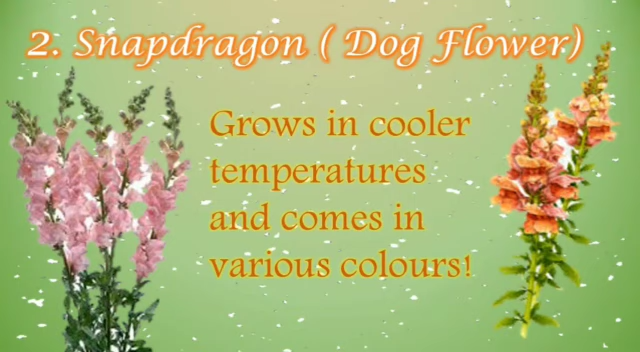 2. Snapdragon ( Dog Flower)
Grows in cooler
temperatures
and comes in
various colours!